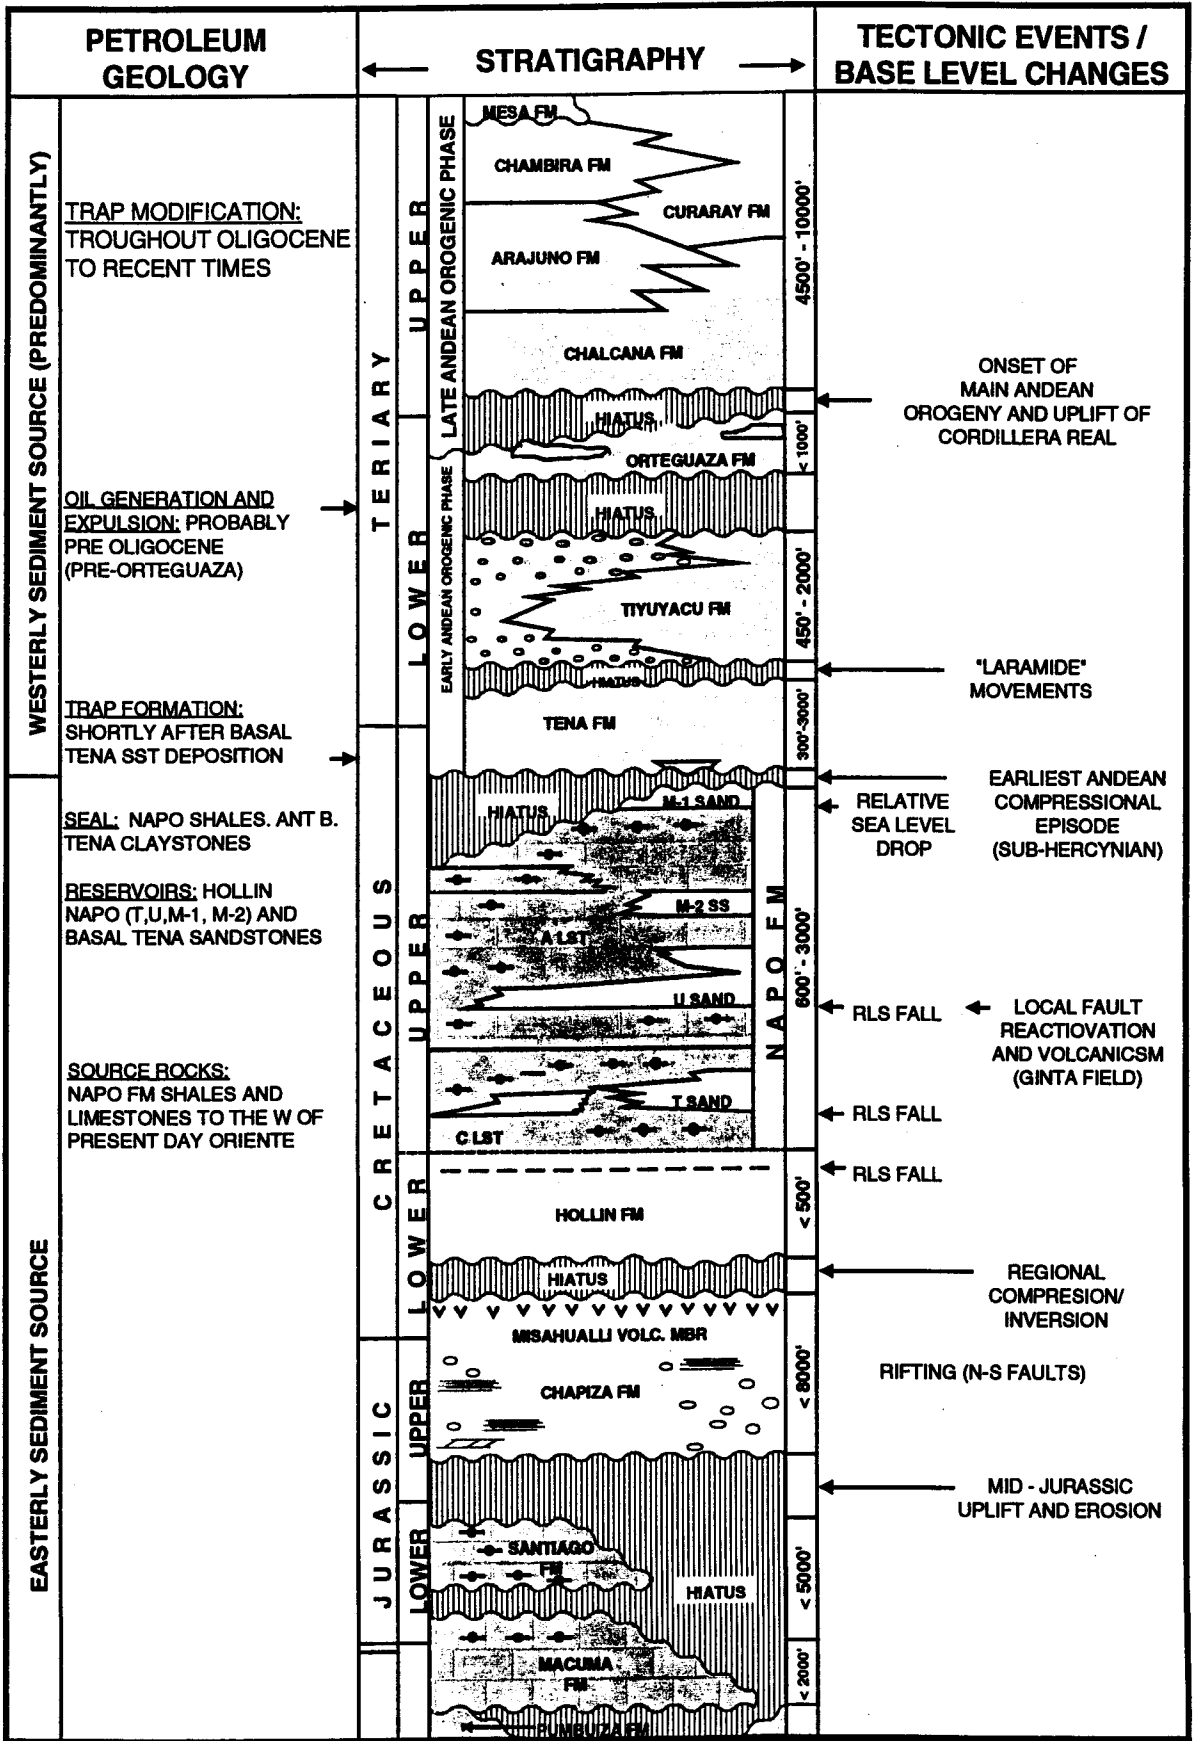 PETROLEUM
GEOLOGY
STRATIGRAPHY
TECTONIC EVENTS /
BASE LEVEL CHANGES
WESTERLY SEDIMENT SOURCE (PREDOMINANTLY)
EASTERLY SEDIMENT SOURCE
TRAP MODIFICATION:
TROUGHOUT OLIGOCENE
TO RECENT TIMES
OIL GENERATION AND
EXPULSION: PROBABLY
PRE OLIGOCENE
(PRE-ORTEGUAZA)
TRAP FORMATION:
SHORTLY AFTER BASAL
TENA SST DEPOSITION
SEAL: NAPO SHALES. ANT B.
TENA CLAYSTONES
RESERVOIRS: HOLLIN
NAPO (T,U,M-1, M-2) AND
BASAL TENA SANDSTONES
SOURCE ROCKS:
NAPO FM SHALES AND
LIMESTONES TO THE W OF
PRESENT DAY ORIENTE
TERIARY
CRETACEOUS
JURASSIC
UPPER
LOWER
UPPER
LOWER
UPPER
LOWER
LATE ANDEAN OROGENIC PHASE
EARLY ANDEAN OROGENIC PHASE
MESA FM
CHAMBIRA FM
CURARAY FM
ARAJUNO FM
CHALCANA FM
HIATUS
ORTEGUAZA FM
HIATUS
TIYUYACU FM
HIATUS
TENA FM
HIATUS
M-1 SAND
M-2 SS
A LST
U SAND
T SAND
C LST
NAPO FM
HOLLIN FM
HIATUS
V V V V V V V V V V V V V V
MISAHUALLI VOLC. MBR
CHAPIZA FM
SANTIAGO
FM
HIATUS
MACUMA
FM
PUMBUIZA FM
4500' - 10000'
< 1000'
450' - 2000'
300'-3000'
600' - 3000'
< 500'
< 8000'
< 5000'
< 2000'
ONSET OF
MAIN ANDEAN
OROGENY AND UPLIFT OF
CORDILLERA REAL
"LARAMIDE"
MOVEMENTS
EARLIEST ANDEAN
COMPRESSIONAL
EPISODE
(SUB-HERCYNIAN)
RELATIVE
SEA LEVEL
DROP
RLS FALL
LOCAL FAULT
REACTIOVATION
AND VOLCANICSM
(GINTA FIELD)
RLS FALL
RLS FALL
REGIONAL
COMPRESION/
INVERSION
RIFTING (N-S FAULTS)
MID - JURASSIC
UPLIFT AND EROSION